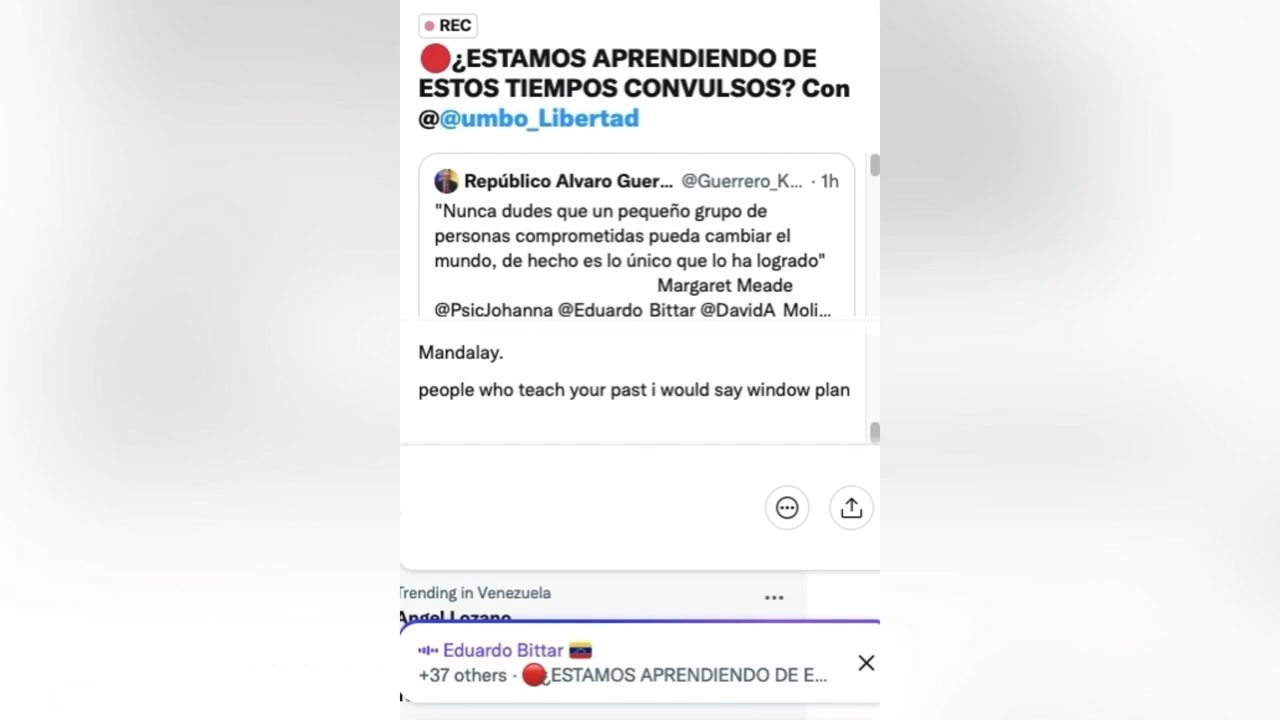 REC
¿ESTAMOS APRENDIENDO DE
ESTOS TIEMPOS CONVULSOS? Con
@@umbo_Libertad
Repúblico Alvaro Guer... @Guerrero_K... · 1h
"Nunca dudes que un pequeño grupo de
personas comprometidas pueda cambiar el
mundo, de hecho es lo único que lo ha logrado"
Margaret Meade
@PsicJohanna @Eduardo_Bittar @DavidA_Moli...
Mandalay.
people who teach your past i would say window plan
Trending in Venezuela
Angel Lozano
Eduardo Bittar
+37 others · ¿ESTAMOS APRENDIENDO DE E...